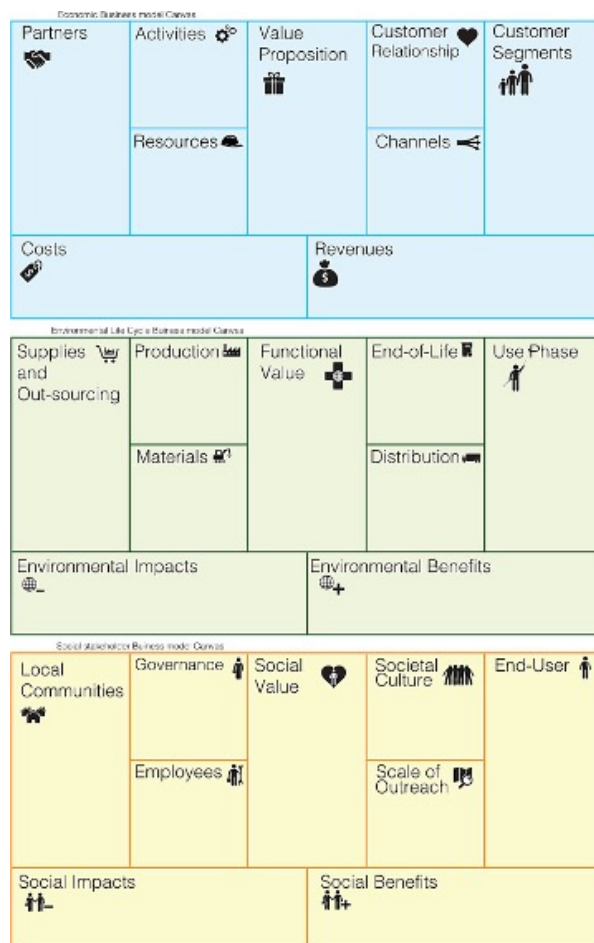 Economic Business model Canvas
Partners
Activities
Value
Proposition
Customer
Relationship
Customer
Segments
Resources
Channels
Costs
Revenues
Environmental Life Cycle Buiness model Canvas
Supplies
and
Out-sourcing
Production
Functional
Value
End-of-Life
Use Phase
Materials
Distribution
Environmental Impacts
Environmental Benefits
Social stakeholder Buiness model Canvas
Local
Communities
Governance
Social
Value
Societal
Culture
End-User
Employees
Scale of
Outreach
Social Impacts
Social Benefits